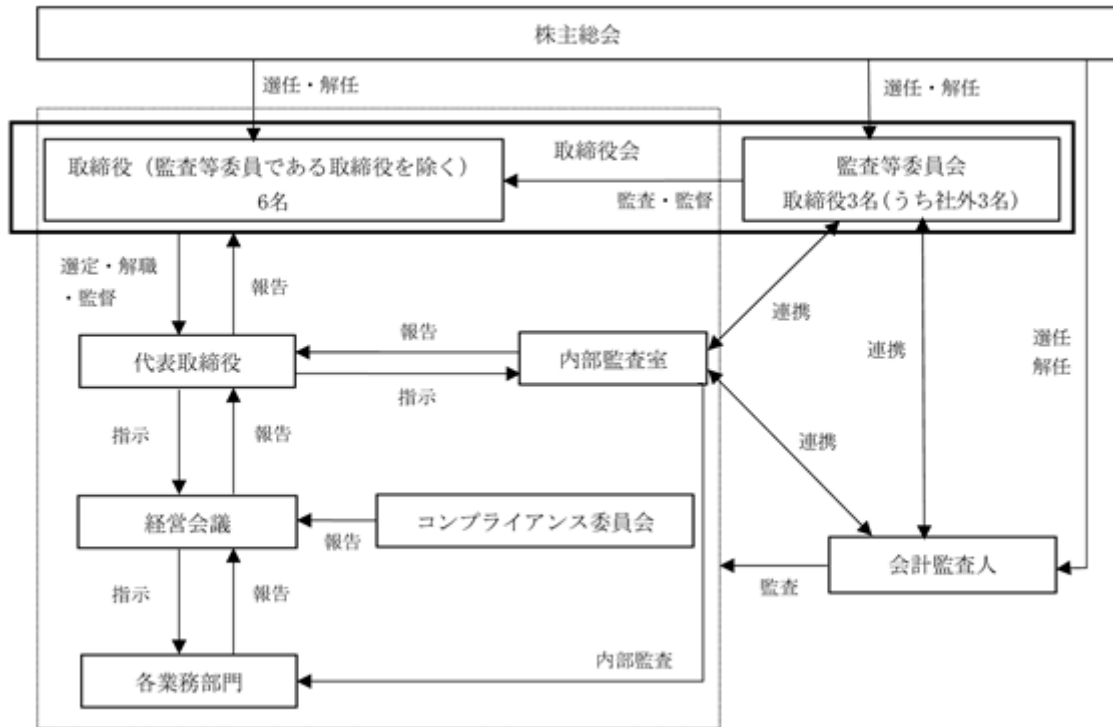 株主総会
選任・解任
選任・解任
取締役会
取締役（監査等委員である取締役を除く）
6名
監査等委員会
取締役3名(うち社外3名)
監査・監督
選定・解職
・監督
報告
連携
連携
選任
解任
報告
代表取締役
内部監査室
指示
指示
報告
連携
経営会議
コンプライアンス委員会
報告
会計監査人
監査
指示
報告
内部監査
各業務部門